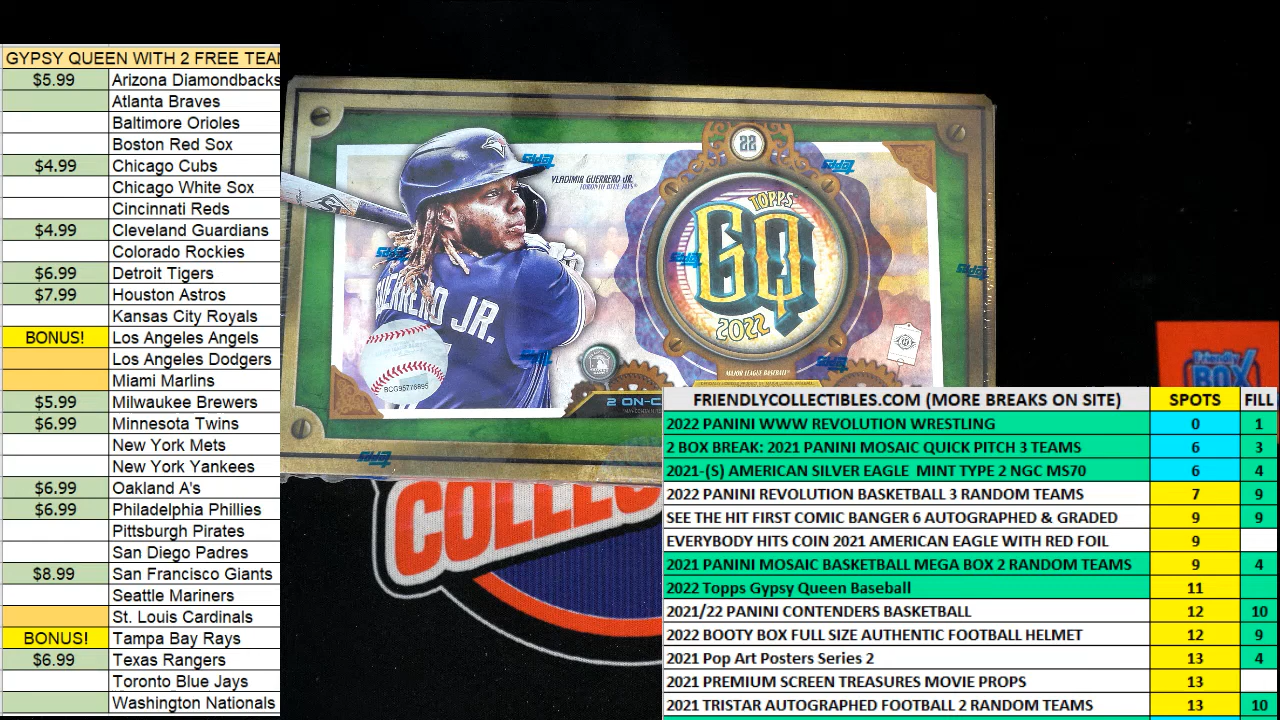 GYPSY QUEEN WITH 2 FREE TEA
$5.99 Arizona Diamondbacks
Atlanta Braves
Baltimore Orioles
Boston Red Sox
$4.99 Chicago Cubs
Chicago White Sox
Cincinnati Reds
$4.99 Cleveland Guardians
Colorado Rockies
$6.99 Detroit Tigers
$7.99 Houston Astros
Kansas City Royals
BONUS! Los Angeles Angels
Los Angeles Dodgers
Miami Marlins
$5.99 Milwaukee Brewers
$6.99 Minnesota Twins
New York Mets
New York Yankees
$6.99 Oakland A's
$6.99 Philadelphia Phillies
Pittsburgh Pirates
San Diego Padres
$8.99 San Francisco Giants
Seattle Mariners
St. Louis Cardinals
BONUS! Tampa Bay Rays
$6.99 Texas Rangers
Toronto Blue Jays
Washington Nationals
22
VLADIMIR GUERRERO JR.
TORONTO BLUE JAYS®
TOPPS
GQ
2022
GUERRERO JR.
BCG95776895
MAJOR LEAGUE BASEBALL
2 ON-C
COLLEC
Friendly
BOX
FRIENDLYCOLLECTIBLES.COM (MORE BREAKS ON SITE) SPOTS FILL
2022 PANINI WWW REVOLUTION WRESTLING 0 1
2 BOX BREAK: 2021 PANINI MOSAIC QUICK PITCH 3 TEAMS 6 3
2021-(S) AMERICAN SILVER EAGLE MINT TYPE 2 NGC MS70 6 4
2022 PANINI REVOLUTION BASKETBALL 3 RANDOM TEAMS 7 9
SEE THE HIT FIRST COMIC BANGER 6 AUTOGRAPHED & GRADED 9 9
EVERYBODY HITS COIN 2021 AMERICAN EAGLE WITH RED FOIL 9
2021 PANINI MOSAIC BASKETBALL MEGA BOX 2 RANDOM TEAMS 9 4
2022 Topps Gypsy Queen Baseball 11
2021/22 PANINI CONTENDERS BASKETBALL 12 10
2022 BOOTY BOX FULL SIZE AUTHENTIC FOOTBALL HELMET 12 9
2021 Pop Art Posters Series 2 13 4
2021 PREMIUM SCREEN TREASURES MOVIE PROPS 13
2021 TRISTAR AUTOGRAPHED FOOTBALL 2 RANDOM TEAMS 13 10